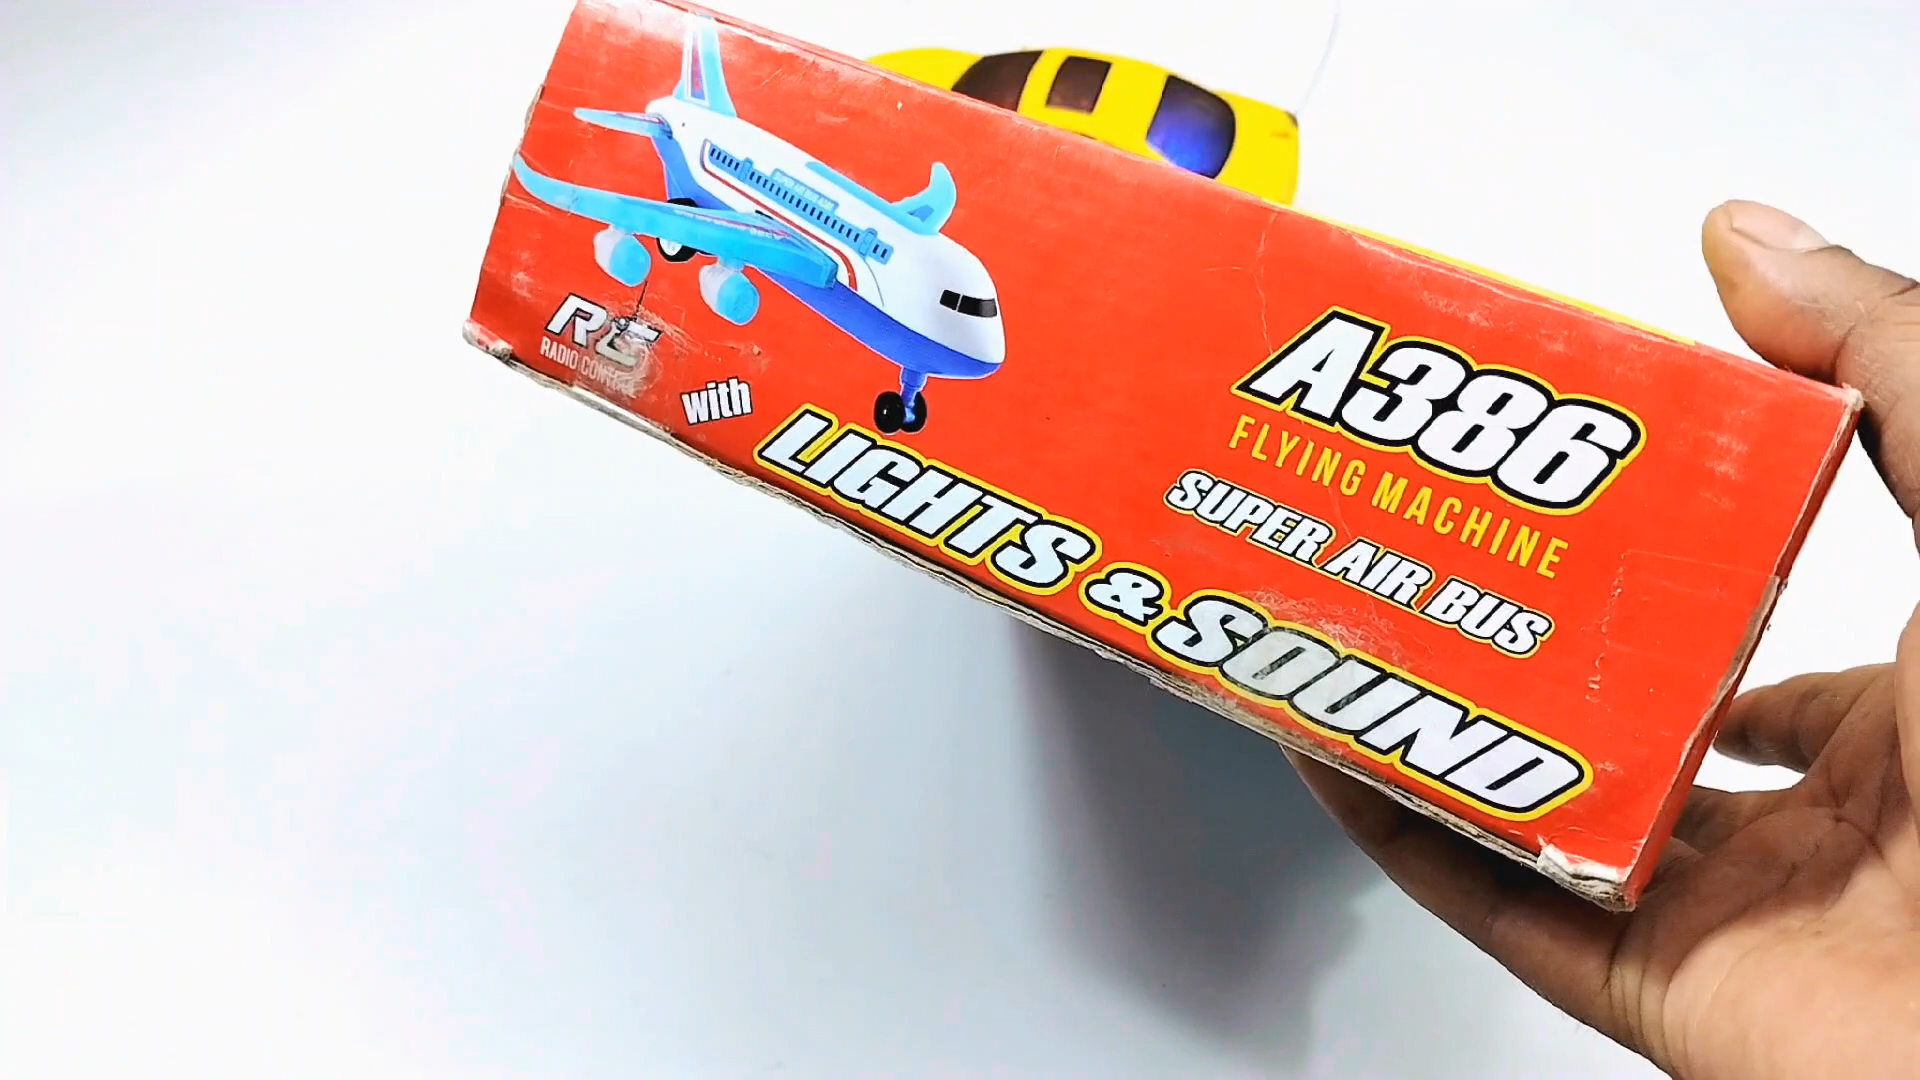 A386
FLYING MACHINE
SUPER AIR BUS
RC
RADIO CONTROL
with
LIGHTS & SOUND